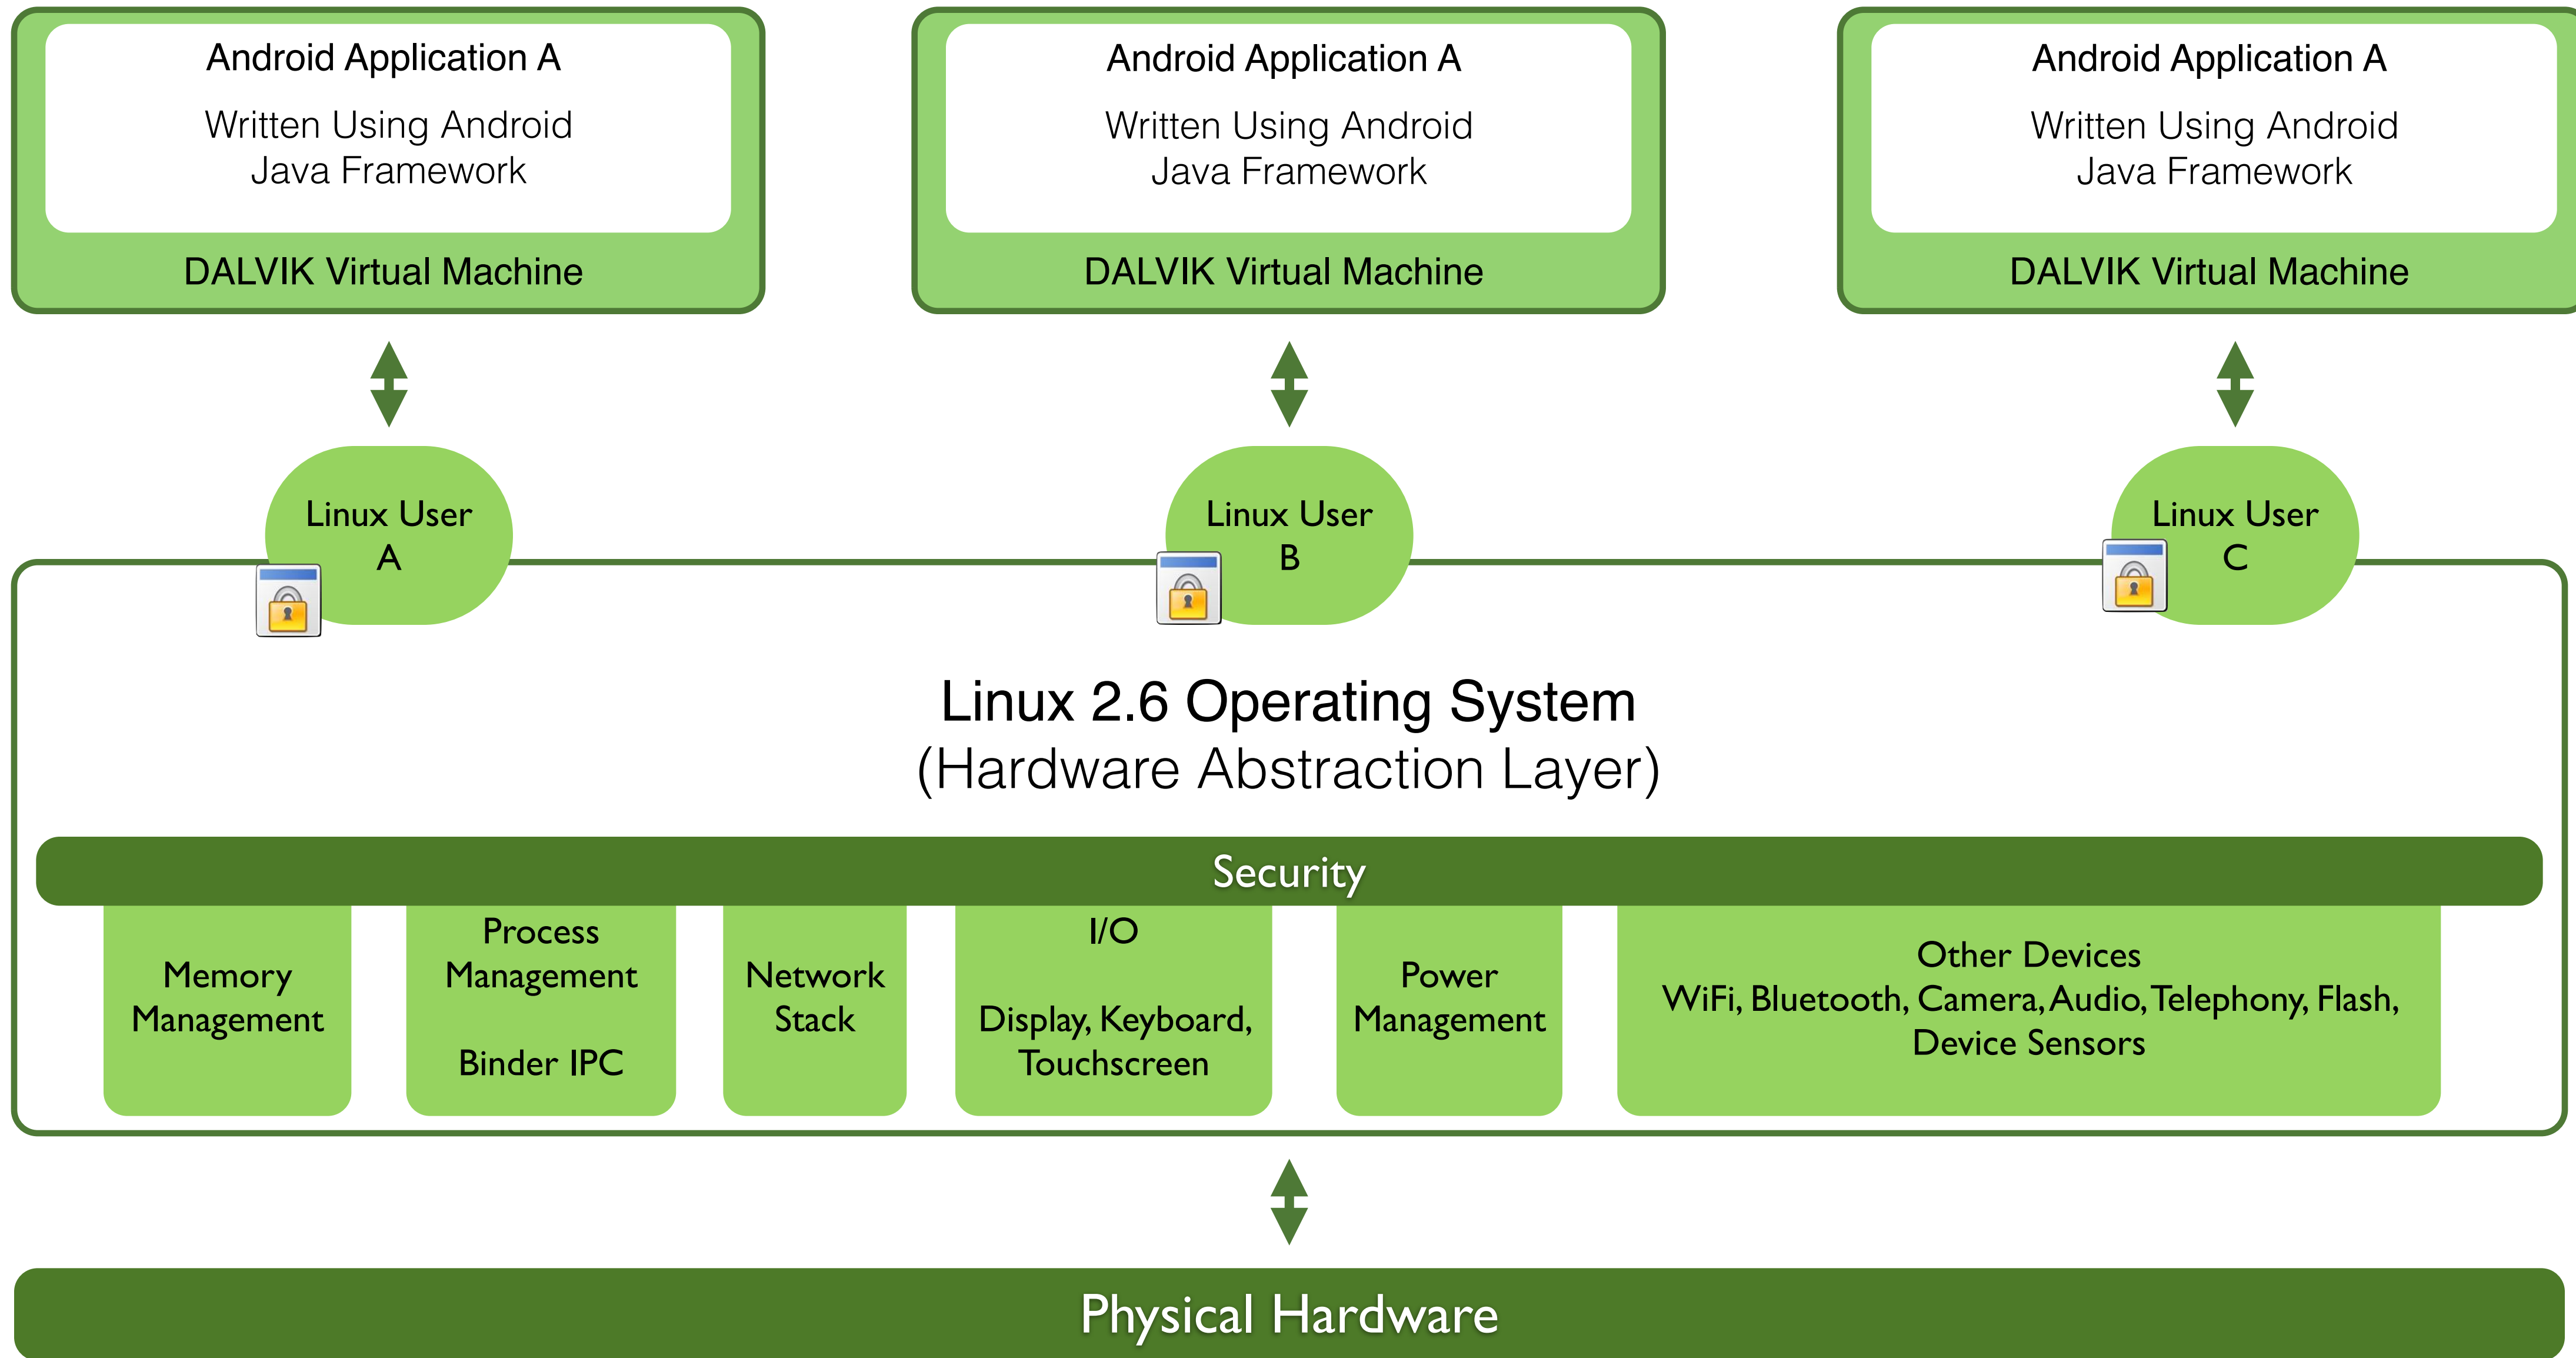 Android Application A
Written Using Android
Java Framework
DALVIK Virtual Machine
Android Application A
Written Using Android
Java Framework
DALVIK Virtual Machine
Android Application A
Written Using Android
Java Framework
DALVIK Virtual Machine
Linux User
A
Linux User
B
Linux User
C
Linux 2.6 Operating System
(Hardware Abstraction Layer)
Security
Memory
Management
Process
Management
Binder IPC
Network
Stack
I/O
Display, Keyboard,
Touchscreen
Power
Management
Other Devices
WiFi, Bluetooth, Camera, Audio, Telephony, Flash,
Device Sensors
Physical Hardware